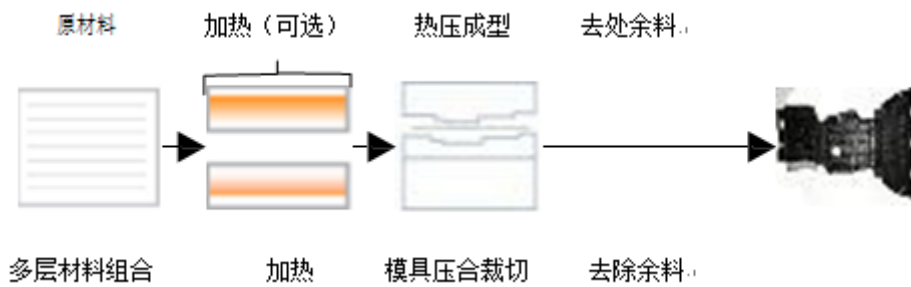 原材料
加热（可选）
热压成型
去处余料
多层材料组合
加热
模具压合裁切
去除余料